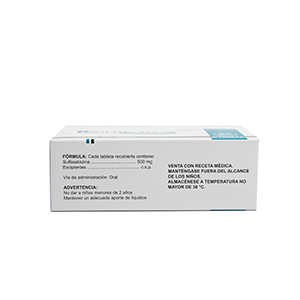 FÓRMULA: Cada tableta recubierta contiene:
Sulfasalazina ................ 500 mg
Excipientes .................. c.s.p.
Vía de administración: Oral
ADVERTENCIA:
No dar a niños menores de 2 años
Mantener un adecuado aporte de líquidos
VENTA CON RECETA MÉDICA,
MANTÉNGASE FUERA DEL ALCANCE
DE LOS NIÑOS.
ALMACÉNESE A TEMPERATURA NO
MAYOR DE 30 °C.